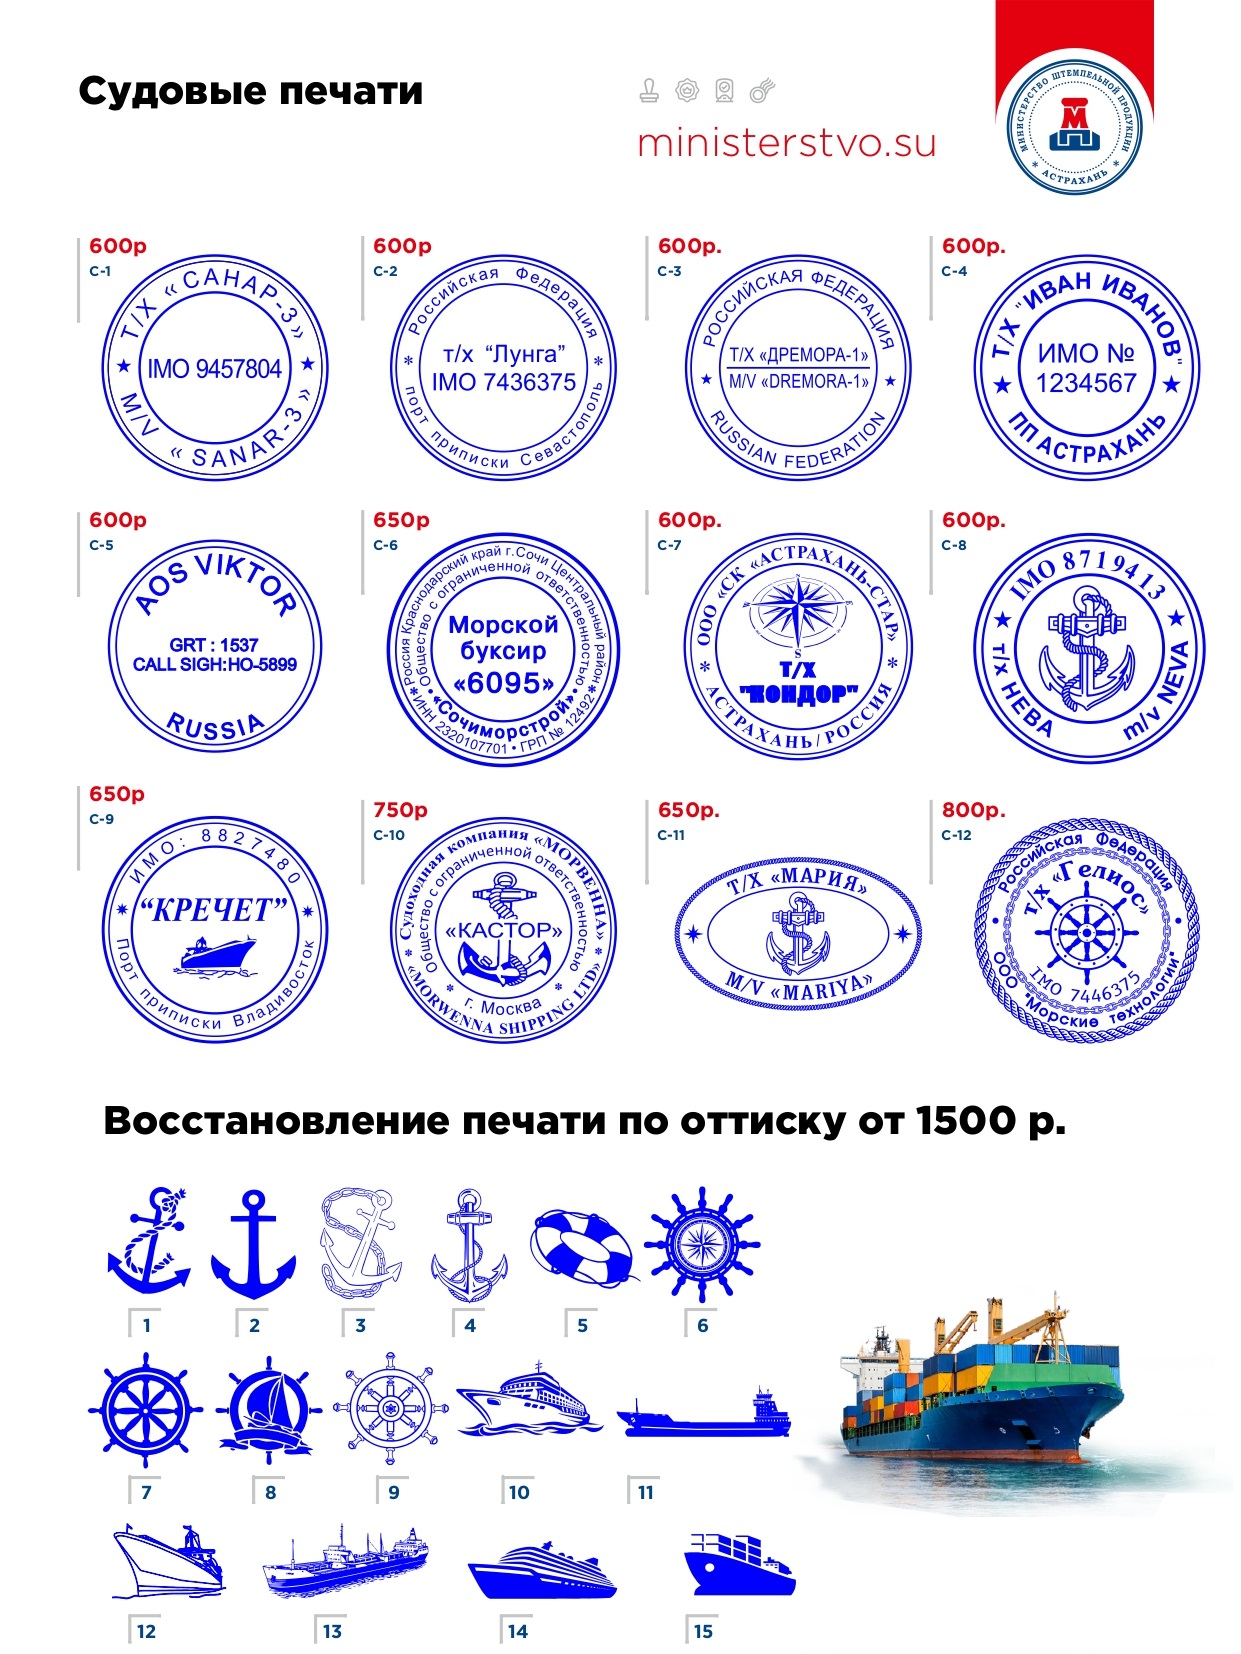 Судовые печати
ministerstvo.su
МИНИСТЕРСТВО ШТЕМПЕЛЬНОЙ ПРОДУКЦИИ
* АСТРАХАНЬ *
М
600р
С-1
Т/Х «САНАР-3»
IMO 9457804
M/V «SANAR-3»
600р
С-2
Российская Федерация
т/х “Лунга”
IMO 7436375
порт приписки Севастополь
600р.
С-3
РОССИЙСКАЯ ФЕДЕРАЦИЯ
Т/Х «ДРЕМОРА-1»
M/V «DREMORA-1»
RUSSIAN FEDERATION
600р.
С-4
Т/Х "ИВАН ИВАНОВ"
ИМО №
1234567
ПП АСТРАХАНЬ
600р
С-5
AOS VIKTOR
GRT : 1537
CALL SIGH:HO-5899
RUSSIA
650р
С-6
Россия Краснодарский край г.Сочи Центральный район
Общество с ограниченной ответственностью
Морской
буксир
«6095»
«Сочиморстрой»
ИНН 2320107701 • ГРП № 12492
600р.
С-7
ООО «СК «АСТРАХАНЬ-СТАР»
N
W
E
S
Т/Х
"КОНДОР"
АСТРАХАНЬ/РОССИЯ
600р.
С-8
IMO 8719413
т/х НЕВА
m/v NEVA
650р
С-9
ИМО: 8827480
“КРЕЧЕТ”
Порт приписки Владивосток
750р
С-10
Судоходная компания «МОРВЕННА»
Общество с ограниченной ответственностью
«КАСТОР»
г. Москва
«MORWENNA SHIPPING LTD»
650р.
С-11
Т/Х «МАРИЯ»
M/V «MARIYA»
800р.
С-12
Российская Федерация
т/х «Гелиос»
IMO 7446375
ООО "Морские технологии"
Восстановление печати по оттиску от 1500 р.
1
2
3
4
5
6
7
8
9
10
11
12
13
14
15